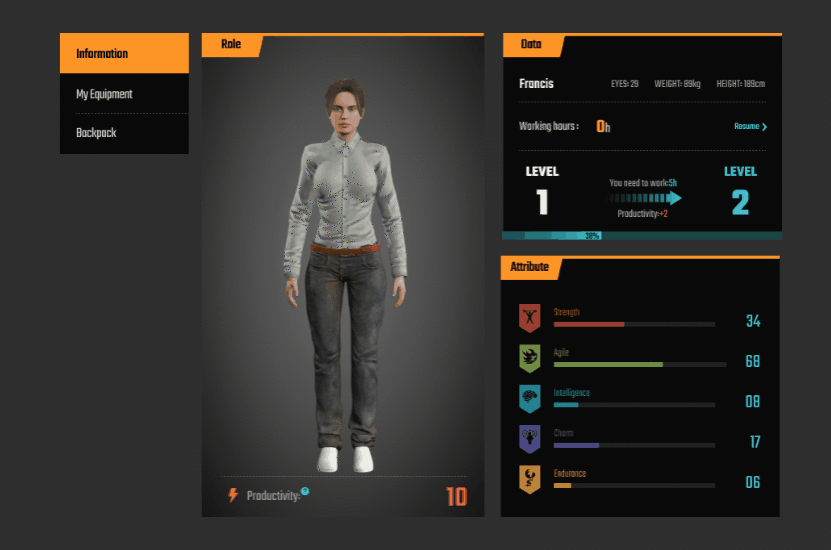 Information
My Equipment
Backpack
Role
Productivity:?
10
Data
Francis EYES: 29 WEIGHT: 89kg HEIGHT: 189cm
Working hours : 0h Resume
LEVEL
1
You need to work:5h
Productivity:+2
LEVEL
2
38%
Attribute
Strength 34
Agile 68
Intelligence 08
Charm 17
Endurance 06